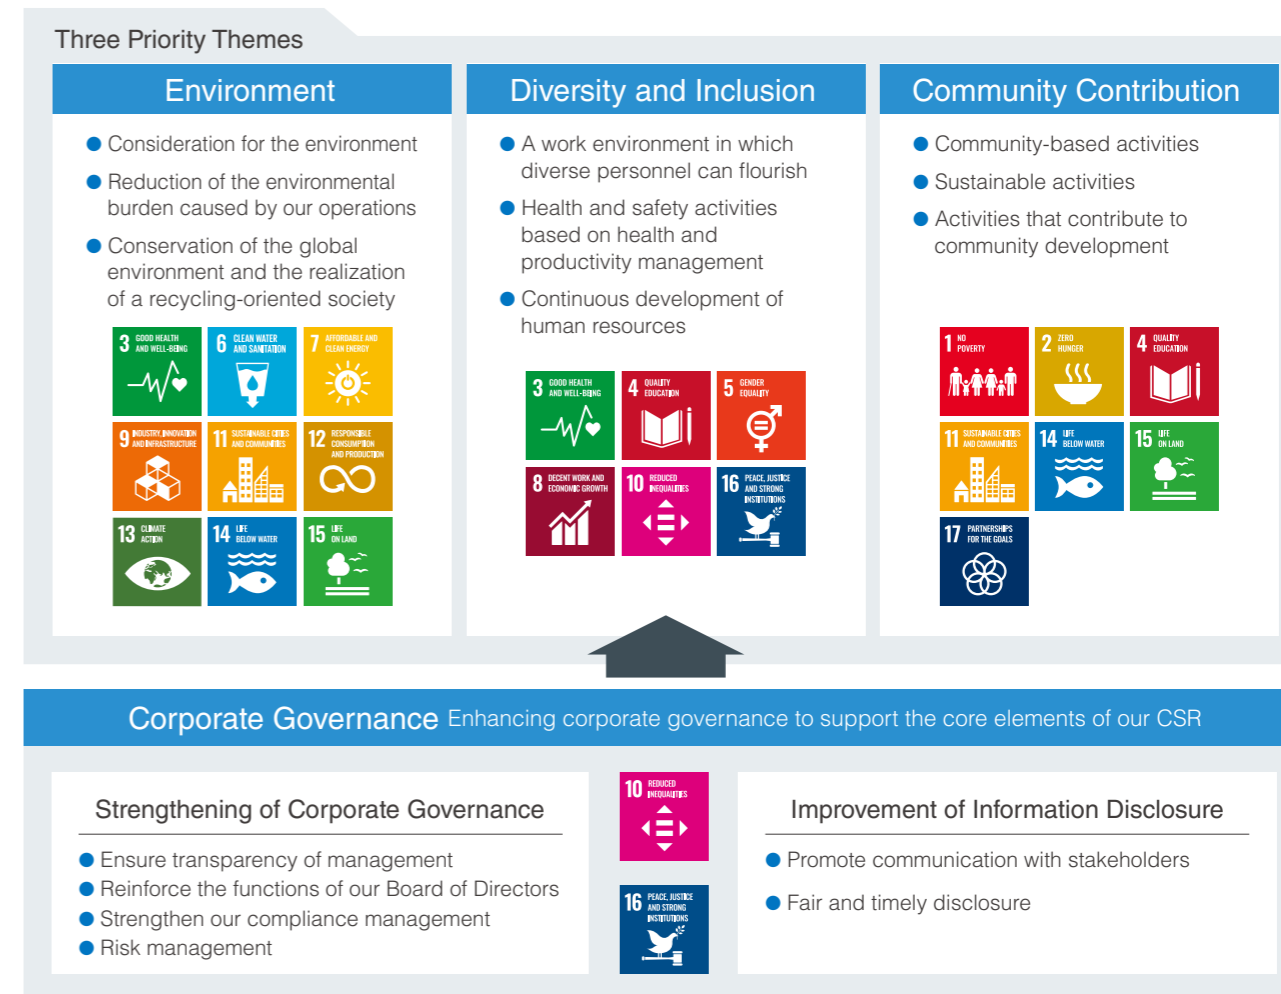 Three Priority Themes
Environment
● Consideration for the environment
● Reduction of the environmental
burden caused by our operations
● Conservation of the global
environment and the realization
of a recycling-oriented society
3 GOOD HEALTH
AND WELL-BEING
6 CLEAN WATER
AND SANITATION
7 AFFORDABLE AND
CLEAN ENERGY
9 INDUSTRY, INNOVATION
AND INFRASTRUCTURE
11 SUSTAINABLE CITIES
AND COMMUNITIES
12 RESPONSIBLE
CONSUMPTION
AND PRODUCTION
13 CLIMATE
ACTION
14 LIFE
BELOW WATER
15 LIFE
ON LAND
Diversity and Inclusion
● A work environment in which
diverse personnel can flourish
● Health and safety activities
based on health and
productivity management
● Continuous development of
human resources
3 GOOD HEALTH
AND WELL-BEING
4 QUALITY
EDUCATION
5 GENDER
EQUALITY
8 DECENT WORK AND
ECONOMIC GROWTH
10 REDUCED
INEQUALITIES
16 PEACE, JUSTICE
AND STRONG
INSTITUTIONS
Community Contribution
● Community-based activities
● Sustainable activities
● Activities that contribute to
community development
1 NO
POVERTY
2 ZERO
HUNGER
4 QUALITY
EDUCATION
11 SUSTAINABLE CITIES
AND COMMUNITIES
14 LIFE
BELOW WATER
15 LIFE
ON LAND
17 PARTNERSHIPS
FOR THE GOALS
Corporate Governance Enhancing corporate governance to support the core elements of our CSR
Strengthening of Corporate Governance
● Ensure transparency of management
● Reinforce the functions of our Board of Directors
● Strengthen our compliance management
● Risk management
10 REDUCED
INEQUALITIES
16 PEACE, JUSTICE
AND STRONG
INSTITUTIONS
Improvement of Information Disclosure
● Promote communication with stakeholders
● Fair and timely disclosure